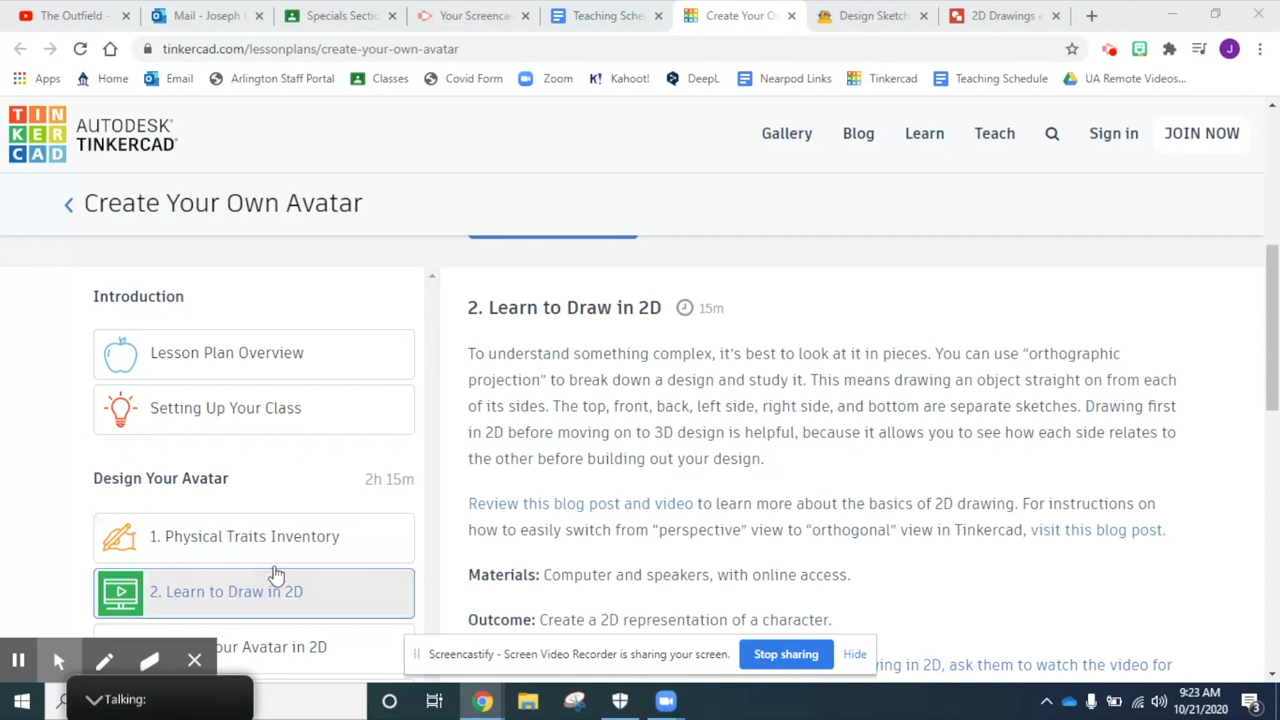 The Outfield -
Mail - Joseph
Specials Secti
Your Screenca
Teaching Sche
Create Your O
Design Sketch
2D Drawings
tinkercad.com/lessonplans/create-your-own-avatar
J
Apps
Home
Email
Arlington Staff Portal
Classes
Covid Form
Zoom
K! Kahoot!
DeepL
Nearpod Links
Tinkercad
Teaching Schedule
UA Remote Videos...
TIN
KER
CAD
AUTODESK®
TINKERCAD®
Gallery
Blog
Learn
Teach
Sign in
JOIN NOW
Create Your Own Avatar
Introduction
Lesson Plan Overview
Setting Up Your Class
Design Your Avatar 2h 15m
1. Physical Traits Inventory
2. Learn to Draw in 2D
our Avatar in 2D
2. Learn to Draw in 2D 15m
To understand something complex, it's best to look at it in pieces. You can use “orthographic
projection” to break down a design and study it. This means drawing an object straight on from each
of its sides. The top, front, back, left side, right side, and bottom are separate sketches. Drawing first
in 2D before moving on to 3D design is helpful, because it allows you to see how each side relates to
the other before building out your design.
Review this blog post and video to learn more about the basics of 2D drawing. For instructions on
how to easily switch from “perspective” view to “orthogonal” view in Tinkercad, visit this blog post.
Materials: Computer and speakers, with online access.
Outcome: Create a 2D representation of a character.
wing in 2D, ask them to watch the video for
Screencastify - Screen Video Recorder is sharing your screen.
Stop sharing
Hide
Talking:
9:23 AM
10/21/2020
3